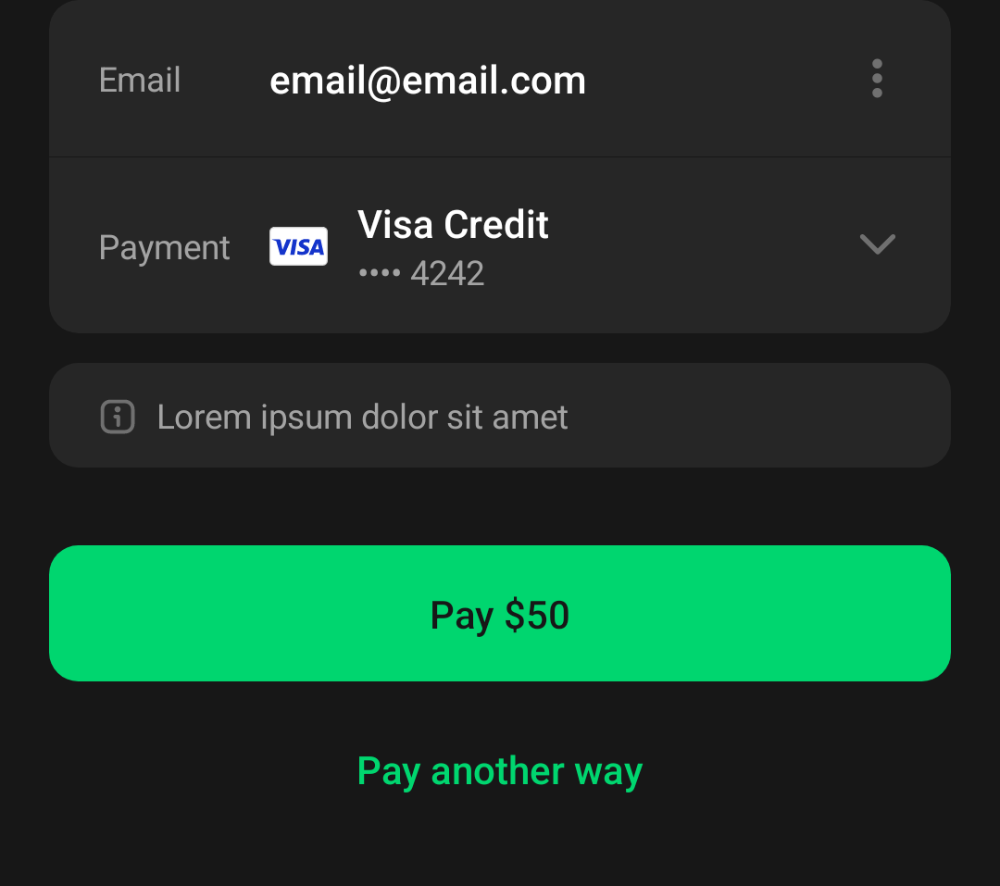 Email email@email.com
Payment VISA Visa Credit
•••• 4242
Lorem ipsum dolor sit amet
Pay $50
Pay another way